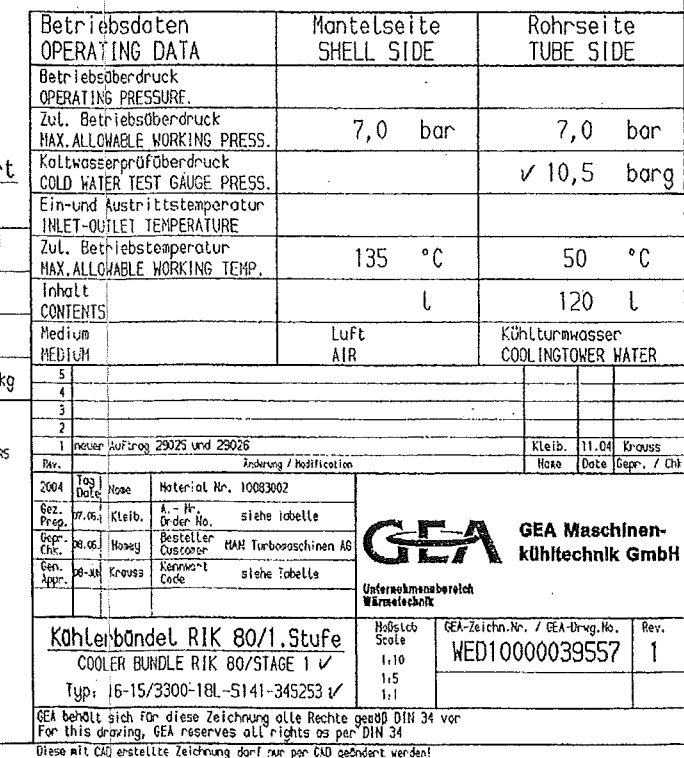 Betriebsdaten Mantelseite Rohrseite
OPERATING DATA SHELL SIDE TUBE SIDE
Betriebsüberdruck
OPERATING PRESSURE.
Zul. Betriebsüberdruck
MAX.ALLOWABLE WORKING PRESS. 7,0 bar 7,0 bar
Kaltwasserprüfüberdruck
COLD WATER TEST GAUGE PRESS. ✓ 10,5 barg
Ein-und Austrittstemperatur
INLET-OUTLET TEMPERATURE
Zul. Betriebstemperatur
MAX.ALLOWABLE WORKING TEMP. 135 °C 50 °C
Inhalt
CONTENTS l 120 l
Medium Luft Kühlturmwasser
MEDIUM AIR COOLINGTOWER WATER
kg
5
4
3
2
1 neuer Auftrag 29025 und 29026 Kleib. 11.04 Krauss
Rev. Änderung / Modification Name Date Gepr. / Chk
2004 Tag Date Name Material Nr. 10083002
Gez. Prep. 07.06. Kleib. A.- Nr. Order No. siehe Tabelle
Gepr. Chk. 08.06. Besteller Customer MAN Turbomaschinen AG
Gen. Appr. Krauss Kennwort Code siehe Tabelle
GEA GEA Maschinen-
kühltechnik GmbH
Unternehmensbereich
Wärmetechnik
Kühlerbündel RIK 80/1.Stufe
COOLER BUNDLE RIK 80/STAGE 1 ✓
Typ: 16-15/3300-18L-S141-345253 ✓
Maßstab
Scale
1:10
1:5
1:1
GEA-Zeichn.Nr. / GEA-Drwg.No. Rev.
WED10000039557 1
GEA behält sich für diese Zeichnung alle Rechte gemäß DIN 34 vor
For this drawing, GEA reserves all rights as per DIN 34
Diese mit CAD erstellte Zeichnung darf nur per CAD geändert werden!